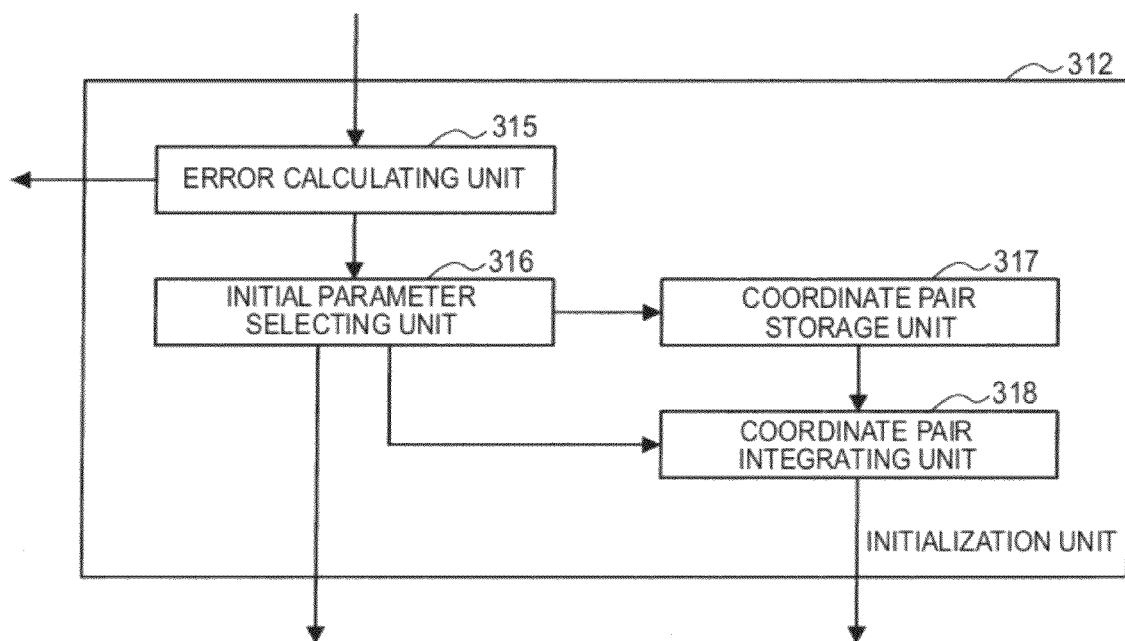 312
315
ERROR CALCULATING UNIT
316
INITIAL PARAMETER
SELECTING UNIT
317
COORDINATE PAIR
STORAGE UNIT
318
COORDINATE PAIR
INTEGRATING UNIT
INITIALIZATION UNIT